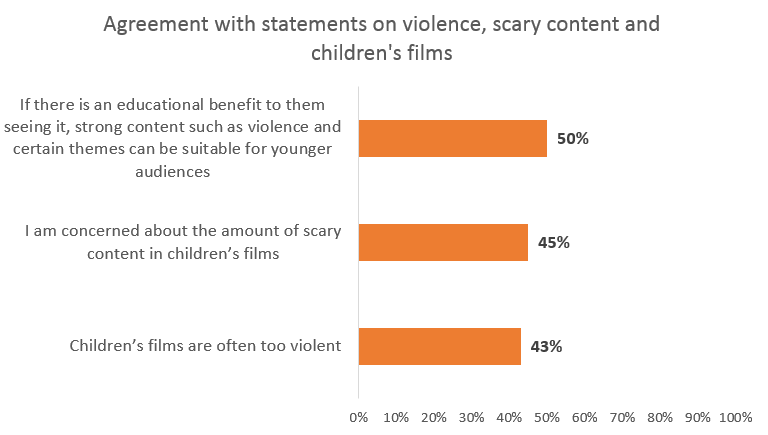 Agreement with statements on violence, scary content and
children's films
If there is an educational benefit to them
seeing it, strong content such as violence and
certain themes can be suitable for younger
audiences
50%
I am concerned about the amount of scary
content in children’s films
45%
Children’s films are often too violent
43%
0% 10% 20% 30% 40% 50% 60% 70% 80% 90% 100%